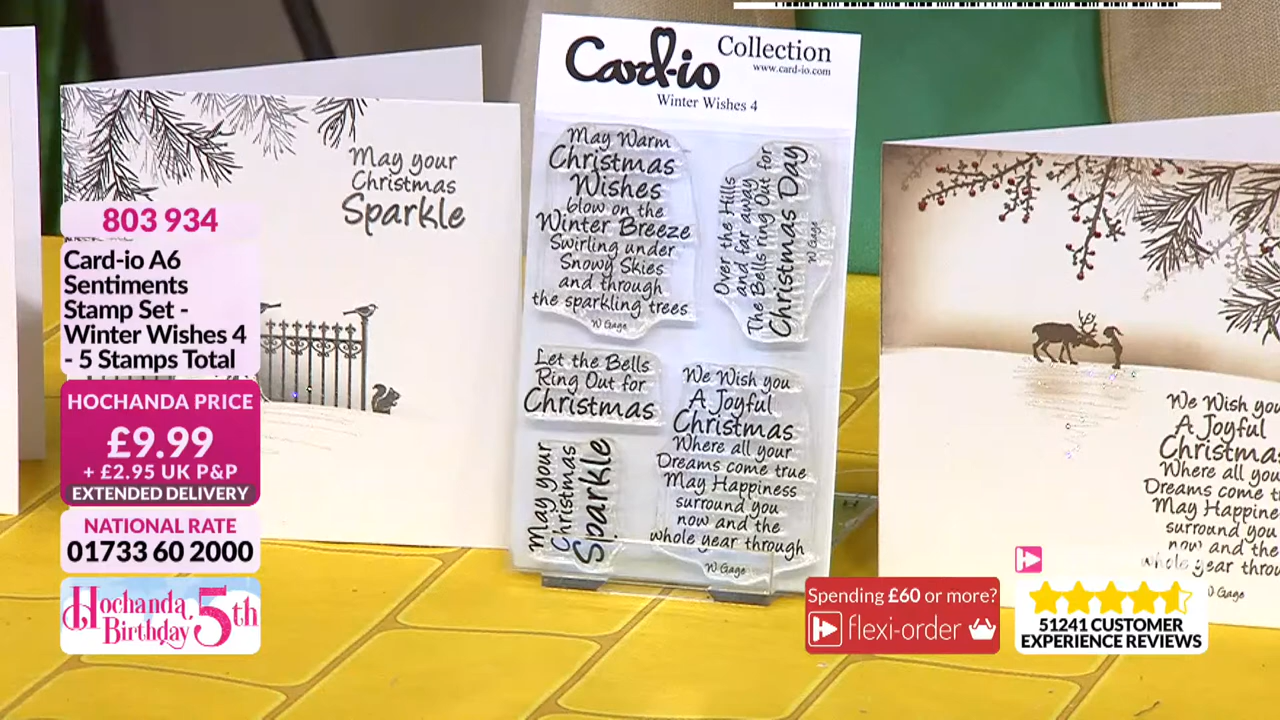 Card-io
Collection
www.card-io.com
Winter Wishes 4
May your
Christmas
Sparkle
May Warm
Christmas
Wishes
blow on the
Winter Breeze
Swirling under
Snowy Skies
and through
the sparkling trees
W Gage
Over the Hills
and far away
The Bells ring Out for
Christmas Day
W Gage
Let the Bells
Ring Out for
Christmas
May your
Christmas
Sparkle
We Wish you
A Joyful
Christmas
Where all your
Dreams come true
May Happiness
surround you
now and the
whole year through
W Gage
We Wish you
A Joyful
Christmas
Where all your
Dreams come t
May Happine
surround you
now and the
whole year throu
W Gage
803 934
Card-io A6
Sentiments
Stamp Set -
Winter Wishes 4
- 5 Stamps Total
HOCHANDA PRICE
£9.99
+ £2.95 UK P&P
EXTENDED DELIVERY
NATIONAL RATE
01733 60 2000
Hochanda 5th
Birthday
Spending £60 or more?
flexi-order
51241 CUSTOMER
EXPERIENCE REVIEWS